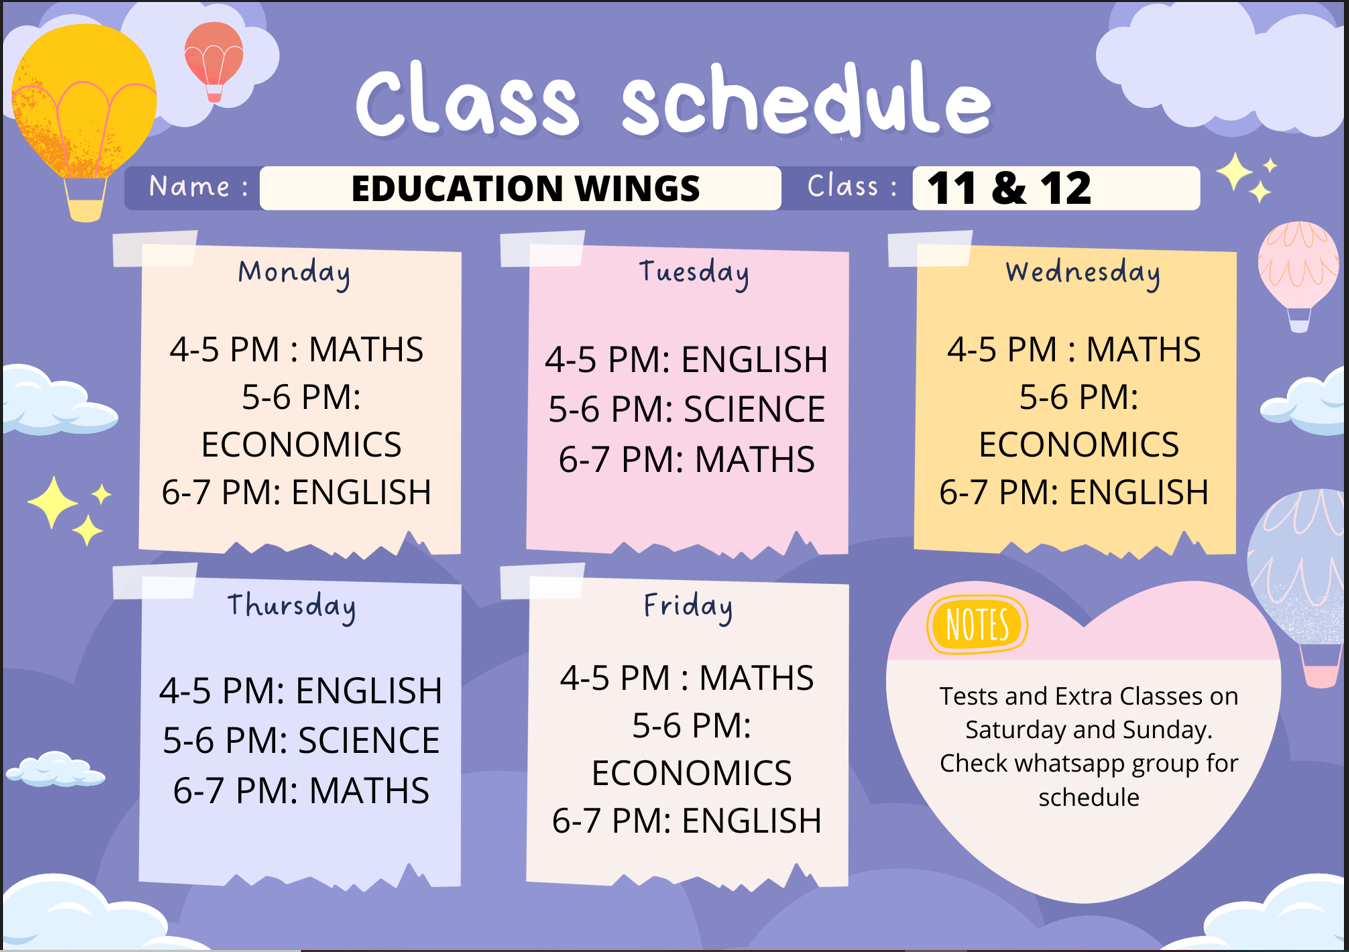 Class schedule
Name : EDUCATION WINGS Class : 11 & 12
Monday
4-5 PM : MATHS
5-6 PM:
ECONOMICS
6-7 PM: ENGLISH
Tuesday
4-5 PM: ENGLISH
5-6 PM: SCIENCE
6-7 PM: MATHS
Wednesday
4-5 PM : MATHS
5-6 PM:
ECONOMICS
6-7 PM: ENGLISH
Thursday
4-5 PM: ENGLISH
5-6 PM: SCIENCE
6-7 PM: MATHS
Friday
4-5 PM : MATHS
5-6 PM:
ECONOMICS
6-7 PM: ENGLISH
NOTES
Tests and Extra Classes on
Saturday and Sunday.
Check whatsapp group for
schedule